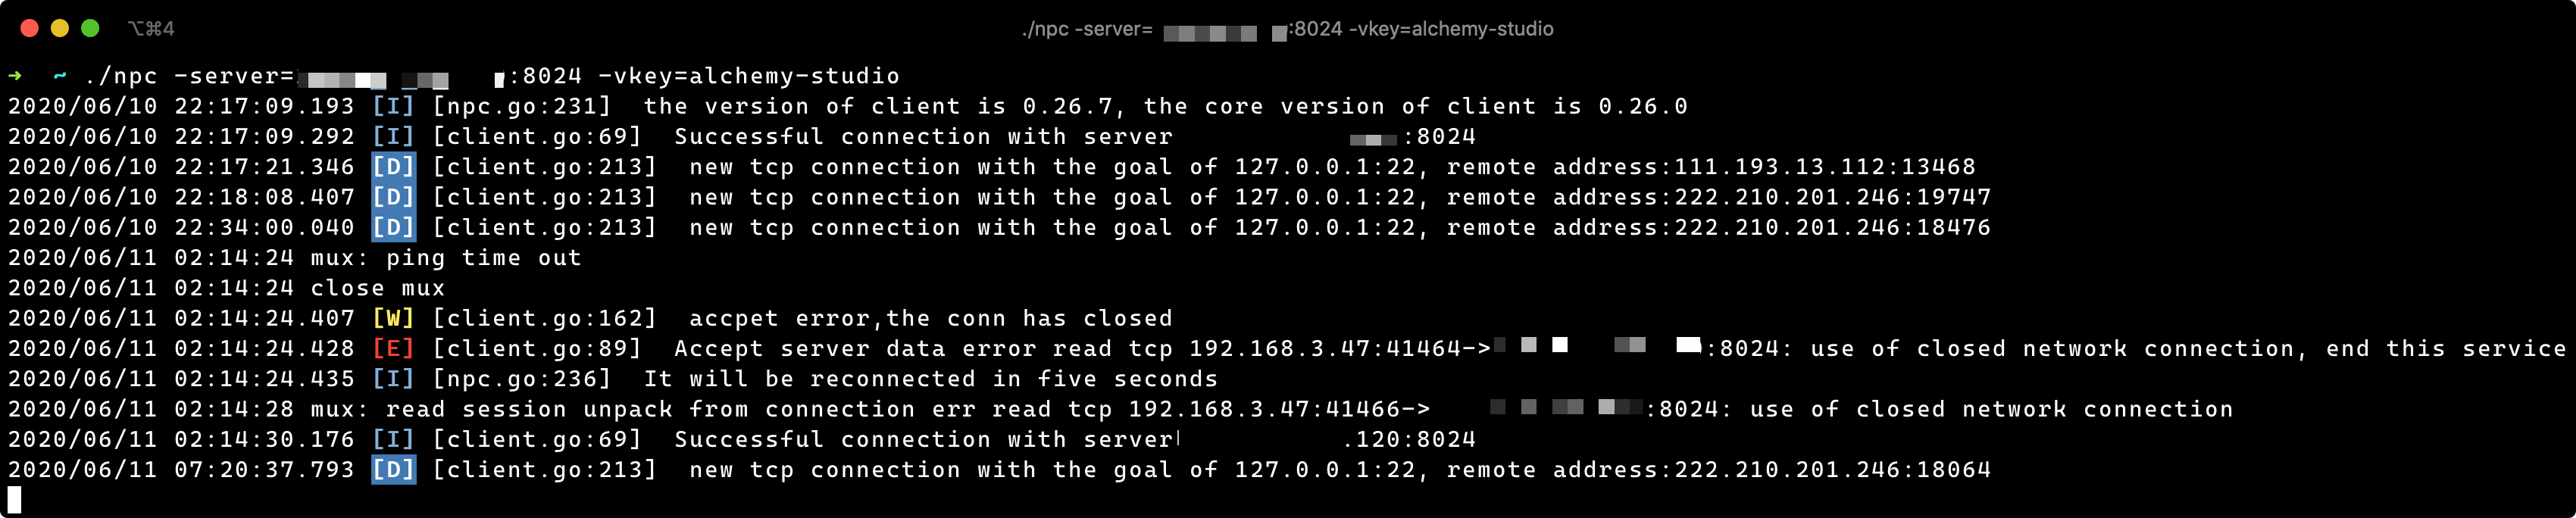 ⌥⌘4
./npc -server= :8024 -vkey=alchemy-studio
➜ ~ ./npc -server= :8024 -vkey=alchemy-studio
2020/06/10 22:17:09.193 [I] [npc.go:231]  the version of client is 0.26.7, the core version of client is 0.26.0
2020/06/10 22:17:09.292 [I] [client.go:69]  Successful connection with server :8024
2020/06/10 22:17:21.346 [D] [client.go:213]  new tcp connection with the goal of 127.0.0.1:22, remote address:111.193.13.112:13468
2020/06/10 22:18:08.407 [D] [client.go:213]  new tcp connection with the goal of 127.0.0.1:22, remote address:222.210.201.246:19747
2020/06/10 22:34:00.040 [D] [client.go:213]  new tcp connection with the goal of 127.0.0.1:22, remote address:222.210.201.246:18476
2020/06/11 02:14:24 mux: ping time out
2020/06/11 02:14:24 close mux
2020/06/11 02:14:24.407 [W] [client.go:162]  accpet error,the conn has closed
2020/06/11 02:14:24.428 [E] [client.go:89]  Accept server data error read tcp 192.168.3.47:41464-> :8024: use of closed network connection, end this service
2020/06/11 02:14:24.435 [I] [npc.go:236]  It will be reconnected in five seconds
2020/06/11 02:14:28 mux: read session unpack from connection err read tcp 192.168.3.47:41466-> :8024: use of closed network connection
2020/06/11 02:14:30.176 [I] [client.go:69]  Successful connection with server .120:8024
2020/06/11 07:20:37.793 [D] [client.go:213]  new tcp connection with the goal of 127.0.0.1:22, remote address:222.210.201.246:18064